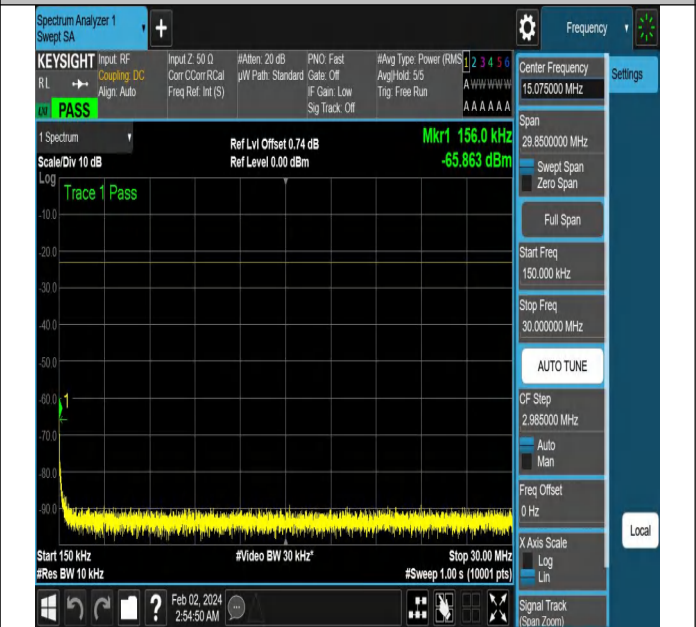 Spectrum Analyzer 1
Swept SA
+
Frequency
KEYSIGHT
Input: RF
Coupling: DC
Align: Auto
RL
PASS
Input Z: 50 Ω
Corr CCorr RCal
Freq Ref: Int (S)
#Atten: 20 dB
µW Path: Standard
PNO: Fast
Gate: Off
IF Gain: Low
Sig Track: Off
#Avg Type: Power (RMS
Avg|Hold: 5/5
Trig: Free Run
1 2 3 4 5 6
A W W W W W
A A A A A A
1 Spectrum
Scale/Div 10 dB
Ref Lvl Offset 0.74 dB
Ref Level 0.00 dBm
Mkr1 156.0 kHz
-65.863 dBm
Log
Trace 1 Pass
-10.0
-20.0
-30.0
-40.0
-50.0
-60.0
1
-70.0
-80.0
-90.0
Start 150 kHz
#Video BW 30 kHz*
Stop 30.00 MHz
#Res BW 10 kHz
#Sweep 1.00 s (10001 pts)
Feb 02, 2024
2:54:50 AM
Center Frequency
15.075000 MHz
Settings
Span
29.8500000 MHz
Swept Span
Zero Span
Full Span
Start Freq
150.000 kHz
Stop Freq
30.000000 MHz
AUTO TUNE
CF Step
2.985000 MHz
Auto
Man
Freq Offset
0 Hz
X Axis Scale
Log
Lin
Local
Signal Track
(Span Zoom)